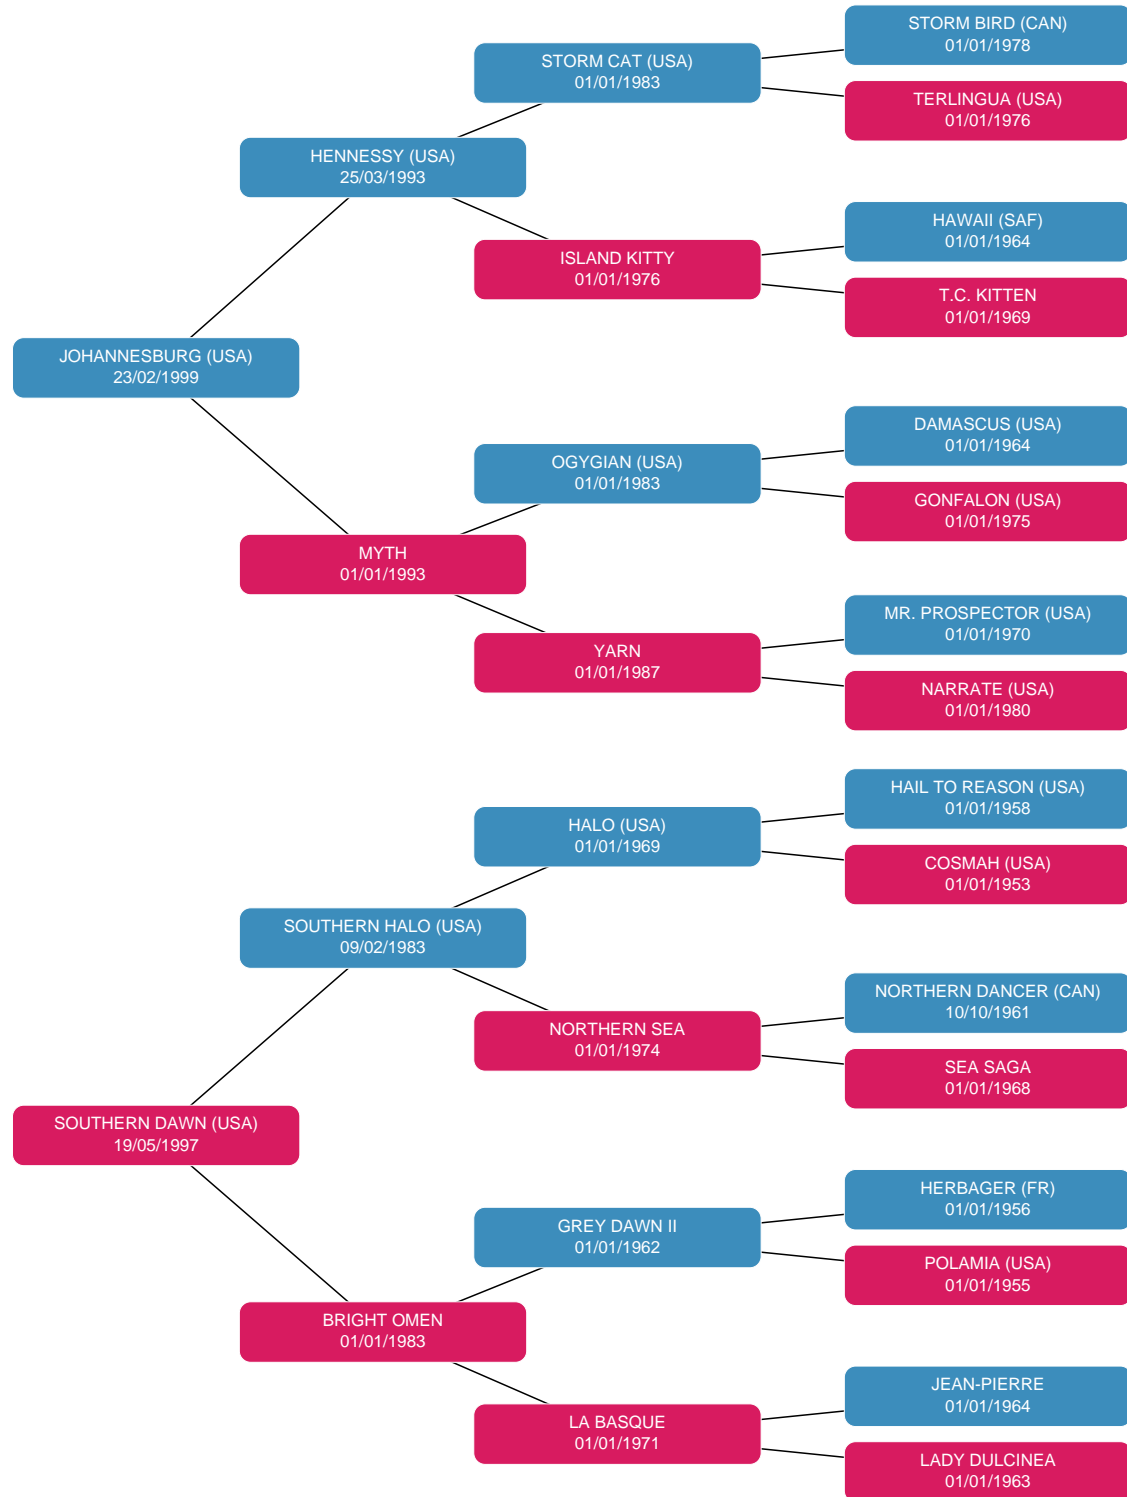 STORM BIRD (CAN)
01/01/1978
STORM CAT (USA)
01/01/1983
TERLINGUA (USA)
01/01/1976
HENNESSY (USA)
25/03/1993
HAWAII (SAF)
01/01/1964
ISLAND KITTY
01/01/1976
T.C. KITTEN
01/01/1969
JOHANNESBURG (USA)
23/02/1999
DAMASCUS (USA)
01/01/1964
OGYGIAN (USA)
01/01/1983
GONFALON (USA)
01/01/1975
MYTH
01/01/1993
MR. PROSPECTOR (USA)
01/01/1970
YARN
01/01/1987
NARRATE (USA)
01/01/1980
HAIL TO REASON (USA)
01/01/1958
HALO (USA)
01/01/1969
COSMAH (USA)
01/01/1953
SOUTHERN HALO (USA)
09/02/1983
NORTHERN DANCER (CAN)
10/10/1961
NORTHERN SEA
01/01/1974
SEA SAGA
01/01/1968
SOUTHERN DAWN (USA)
19/05/1997
HERBAGER (FR)
01/01/1956
GREY DAWN II
01/01/1962
POLAMIA (USA)
01/01/1955
BRIGHT OMEN
01/01/1983
JEAN-PIERRE
01/01/1964
LA BASQUE
01/01/1971
LADY DULCINEA
01/01/1963